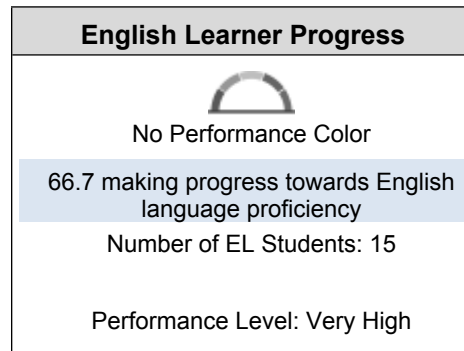 English Learner Progress
No Performance Color
66.7 making progress towards English
language proficiency
Number of EL Students: 15
Performance Level: Very High